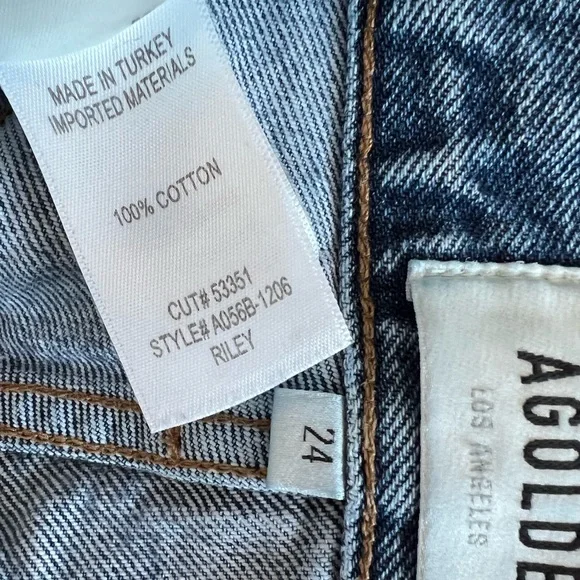 MADE IN TURKEY
IMPORTED MATERIALS
100% COTTON
CUT# 53351
STYLE# A056B-1206
RILEY
24
AGOLDE
LOS ANGELES